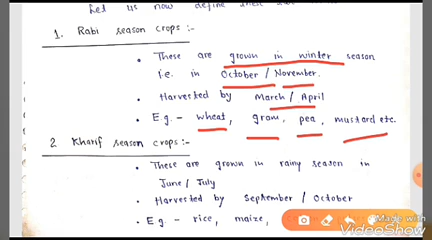 Let us now define these
1. Rabi season crops :-
• These are grown in winter season
i.e. in October / November.
• Harvested by March / April
• E.g. - wheat, gram, pea, mustard etc.
2 Kharif season crops :-
• These are grown in rainy season in
June / July
• Harvested by September / October
• E.g. - rice, maize,
Made with
VideoShow